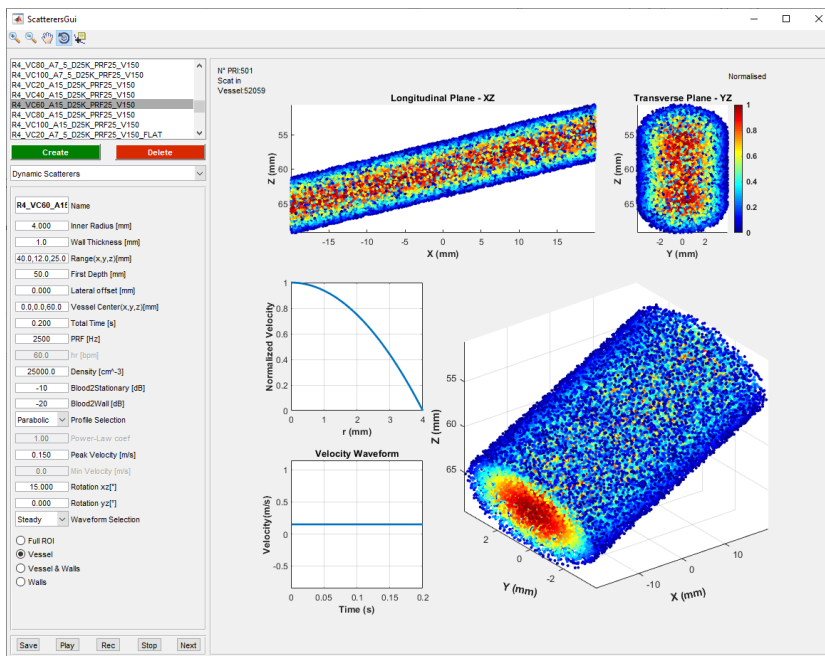 ScatterersGui
R4_VC80_A7_5_D25K_PRF25_V150
R4_VC100_A7_5_D25K_PRF25_V150
R4_VC20_A15_D25K_PRF25_V150
R4_VC40_A15_D25K_PRF25_V150
R4_VC60_A15_D25K_PRF25_V150
R4_VC80_A15_D25K_PRF25_V150
R4_VC100_A15_D25K_PRF25_V150
R4_VC20_A7_5_D25K_PRF25_V150_FLAT
Create Delete
Dynamic Scatterers
R4_VC60_A15 Name
4.000 Inner Radius [mm]
1.0 Wall Thickness [mm]
40.0,12.0,25.0 Range(x,y,z)[mm]
50.0 First Depth [mm]
0.000 Lateral offset [mm]
0.0,0.0,60.0 Vessel Center(x,y,z)[mm]
0.200 Total Time [s]
2500 PRF [Hz]
60.0 hr [bpm]
25000.0 Density [cm^-3]
-10 Blood2Stationary [dB]
-20 Blood2Wall [dB]
Parabolic Profile Selection
1.00 Power-Law coef
0.150 Peak Velocity [m/s]
0.0 Min Velocity [m/s]
15.000 Rotation xz[°]
0.000 Rotation yz[°]
Steady Waveform Selection
Full ROI
Vessel
Vessel & Walls
Walls
Save Play Rec Stop Next
N° PRI:501
Scat in
Vessel:52059
Normalised
Longitudinal Plane - XZ
55
60
65
Z (mm)
-15 -10 -5 0 5 10 15
X (mm)
Transverse Plane - YZ
55
60
65
Z (mm)
-2 0 2
Y (mm)
1
0.8
0.6
0.4
0.2
0
1
0.8
0.6
0.4
0.2
0
Normalized Velocity
0 1 2 3 4
r (mm)
Velocity Waveform
1
0.5
0
-0.5
Velocity(m/s)
0 0.05 0.1 0.15 0.2
Time (s)
55
60
65
Z (mm)
2
0
-2
Y (mm)
-10
0
10
X (mm)